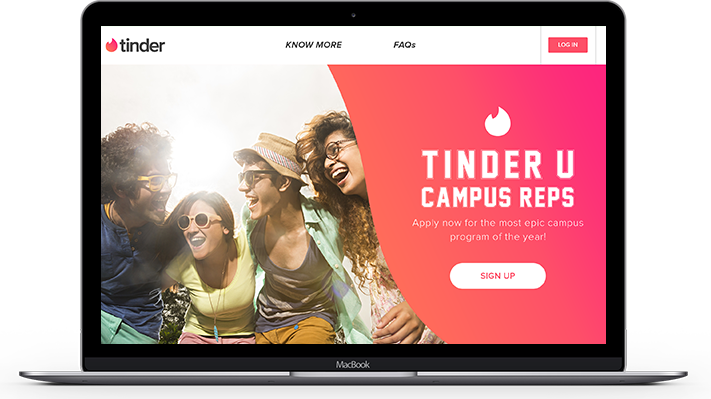 tinder
KNOW MORE
FAQs
LOG IN
TINDER U
CAMPUS REPS
Apply now for the most epic campus
program of the year!
SIGN UP
MacBook